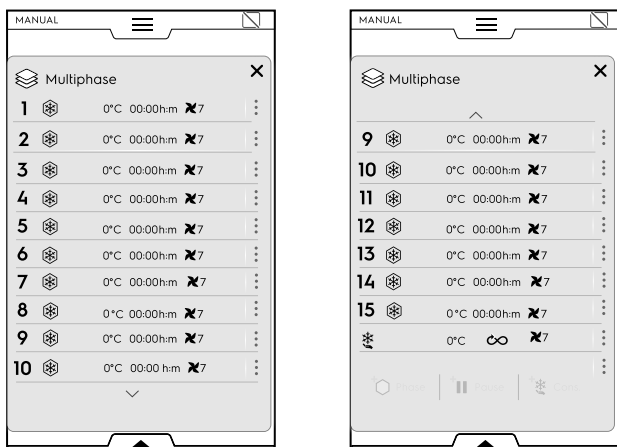 MANUAL
Multiphase
1 0°C 00:00h:m 7
2 0°C 00:00h:m 7
3 0°C 00:00h:m 7
4 0°C 00:00h:m 7
5 0°C 00:00h:m 7
6 0°C 00:00h:m 7
7 0°C 00:00h:m 7
8 0°C 00:00h:m 7
9 0°C 00:00h:m 7
10 0°C 00:00 h:m 7
MANUAL
Multiphase
9 0°C 00:00h:m 7
10 0°C 00:00h:m 7
11 0°C 00:00h:m 7
12 0°C 00:00h:m 7
13 0°C 00:00h:m 7
14 0°C 00:00h:m 7
15 0°C 00:00h:m 7
0°C ∞ 7
Phase Pause